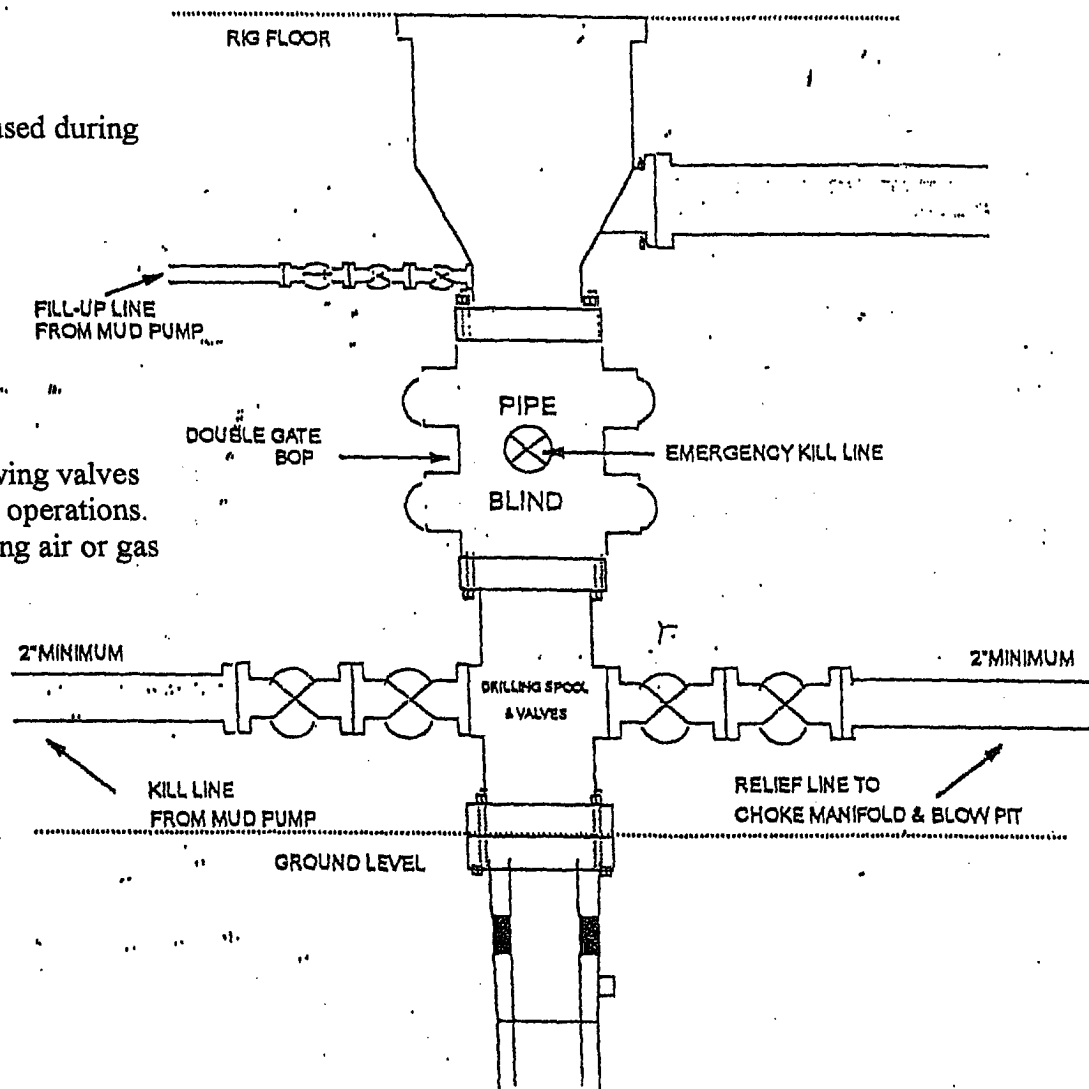 RIG FLOOR
used during
FILL-UP LINE
FROM MUD PUMP
DOUBLE GATE
BOP
PIPE
EMERGENCY KILL LINE
BLIND
wing valves
operations.
ng air or gas
2" MINIMUM
2" MINIMUM
DRILLING SPOOL
& VALVES
KILL LINE
FROM MUD PUMP
RELIEF LINE TO
CHOKE MANIFOLD & BLOW PIT
GROUND LEVEL